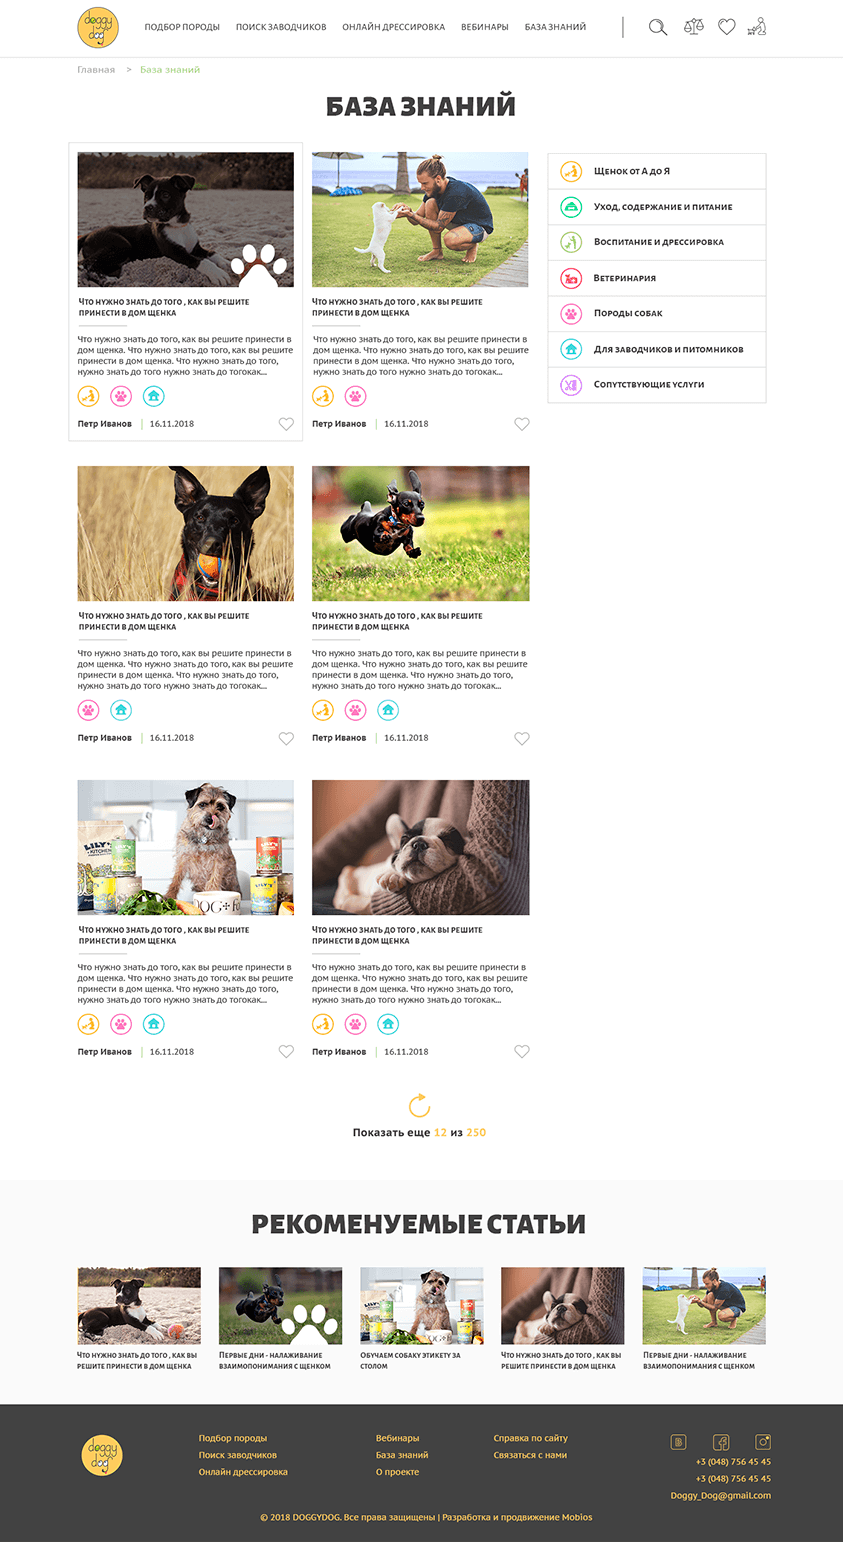 doggy
dog
ПОДБОР ПОРОДЫ
ПОИСК ЗАВОДЧИКОВ
ОНЛАЙН ДРЕССИРОВКА
ВЕБИНАРЫ
БАЗА ЗНАНИЙ
Главная > База знаний
БАЗА ЗНАНИЙ
Что нужно знать до того , как вы решите
принести в дом щенка
Что нужно знать до того, как вы решите принести в
дом щенка. Что нужно знать до того, как вы решите
принести в дом щенка. Что нужно знать до того,
нужно знать до того нужно знать до тогокак...
Петр Иванов | 16.11.2018
Что нужно знать до того , как вы решите
принести в дом щенка
Что нужно знать до того, как вы решите принести в
дом щенка. Что нужно знать до того, как вы решите
принести в дом щенка. Что нужно знать до того,
нужно знать до того нужно знать до тогокак...
Петр Иванов | 16.11.2018
Щенок от А до Я
Уход, содержание и питание
Воспитание и дрессировка
Ветеринария
Породы собак
Для заводчиков и питомников
Сопутствующие услуги
Что нужно знать до того , как вы решите
принести в дом щенка
Что нужно знать до того, как вы решите принести в
дом щенка. Что нужно знать до того, как вы решите
принести в дом щенка. Что нужно знать до того,
нужно знать до того нужно знать до тогокак...
Петр Иванов | 16.11.2018
Что нужно знать до того , как вы решите
принести в дом щенка
Что нужно знать до того, как вы решите принести в
дом щенка. Что нужно знать до того, как вы решите
принести в дом щенка. Что нужно знать до того,
нужно знать до того нужно знать до тогокак...
Петр Иванов | 16.11.2018
LILY'S
KITCHEN
LILY'S
Что нужно знать до того , как вы решите
принести в дом щенка
Что нужно знать до того, как вы решите принести в
дом щенка. Что нужно знать до того, как вы решите
принести в дом щенка. Что нужно знать до того,
нужно знать до того нужно знать до тогокак...
Петр Иванов | 16.11.2018
Что нужно знать до того , как вы решите
принести в дом щенка
Что нужно знать до того, как вы решите принести в
дом щенка. Что нужно знать до того, как вы решите
принести в дом щенка. Что нужно знать до того,
нужно знать до того нужно знать до тогокак...
Петр Иванов | 16.11.2018
Показать еще 12 из 250
РЕКОМЕНУЕМЫЕ СТАТЬИ
Что нужно знать до того , как вы
решите принести в дом щенка
Первые дни - налаживание
взаимопонимания с щенком
Обучаем собаку этикету за
столом
Что нужно знать до того , как вы
решите принести в дом щенка
Первые дни - налаживание
взаимопонимания с щенком
doggy
dog
Подбор породы
Поиск заводчиков
Онлайн дрессировка
Вебинары
База знаний
О проекте
Справка по сайту
Связаться с нами
+3 (048) 756 45 45
+3 (048) 756 45 45
Doggy_Dog@gmail.com
© 2018 DOGGYDOG. Все права защищены | Разработка и продвижение Mobios